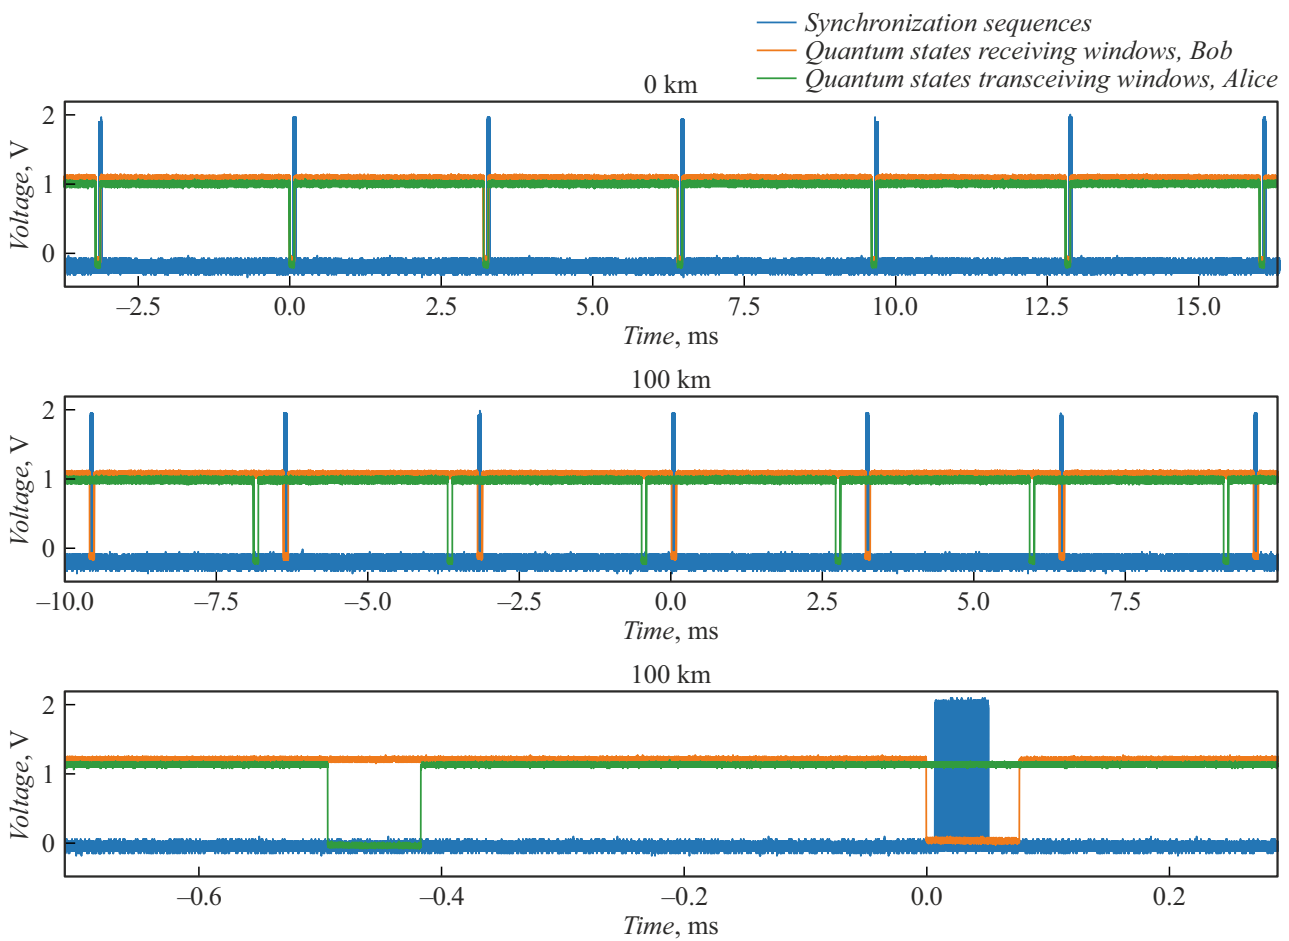 Synchronization sequences
Quantum states receiving windows, Bob
Quantum states transceiving windows, Alice
0 km
2
1
0
Voltage, V
–2.5 0.0 2.5 5.0 7.5 10.0 12.5 15.0
Time, ms
100 km
2
1
0
Voltage, V
–10.0 –7.5 –5.0 –2.5 0.0 2.5 5.0 7.5
Time, ms
100 km
2
1
0
Voltage, V
–0.6 –0.4 –0.2 0.0 0.2
Time, ms